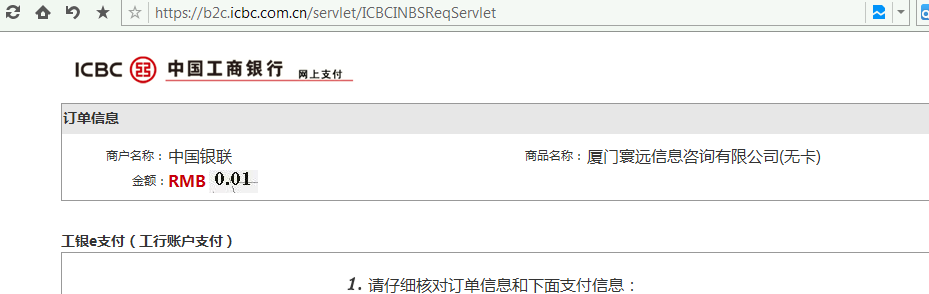 https://b2c.icbc.com.cn/servlet/ICBCINBSReqServlet
ICBC 中国工商银行 网上支付
订单信息
商户名称：中国银联 商品名称：厦门寰远信息咨询有限公司(无卡)
金额：RMB 0.01
工银e支付（工行账户支付）
1. 请仔细核对订单信息和下面支付信息：